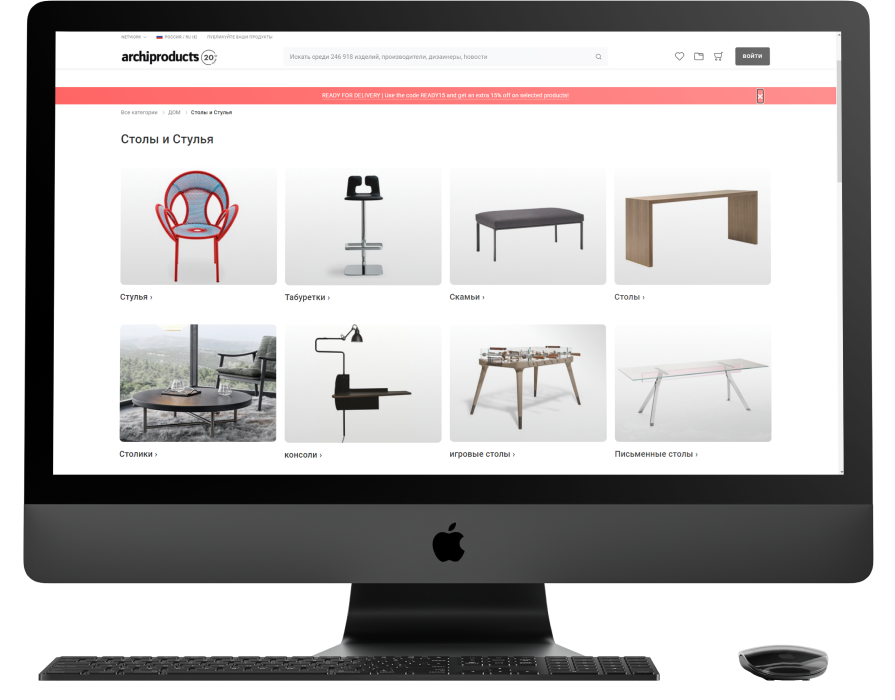 NETWORK
РОССИЯ / RU (€)
ПУБЛИКУЙТЕ ВАШИ ПРОДУКТЫ
archiproducts 20
Искать среди 246 918 изделий, производители, дизайнеры, новости
ВОЙТИ
READY FOR DELIVERY | Use the code READY15 and get an extra 15% off on selected products!
Все категории > ДОМ > Столы и Стулья
Столы и Стулья
Стулья ›
Табуретки ›
Скамьи ›
Столы ›
Столики ›
консоли ›
игровые столы ›
Письменные столы ›